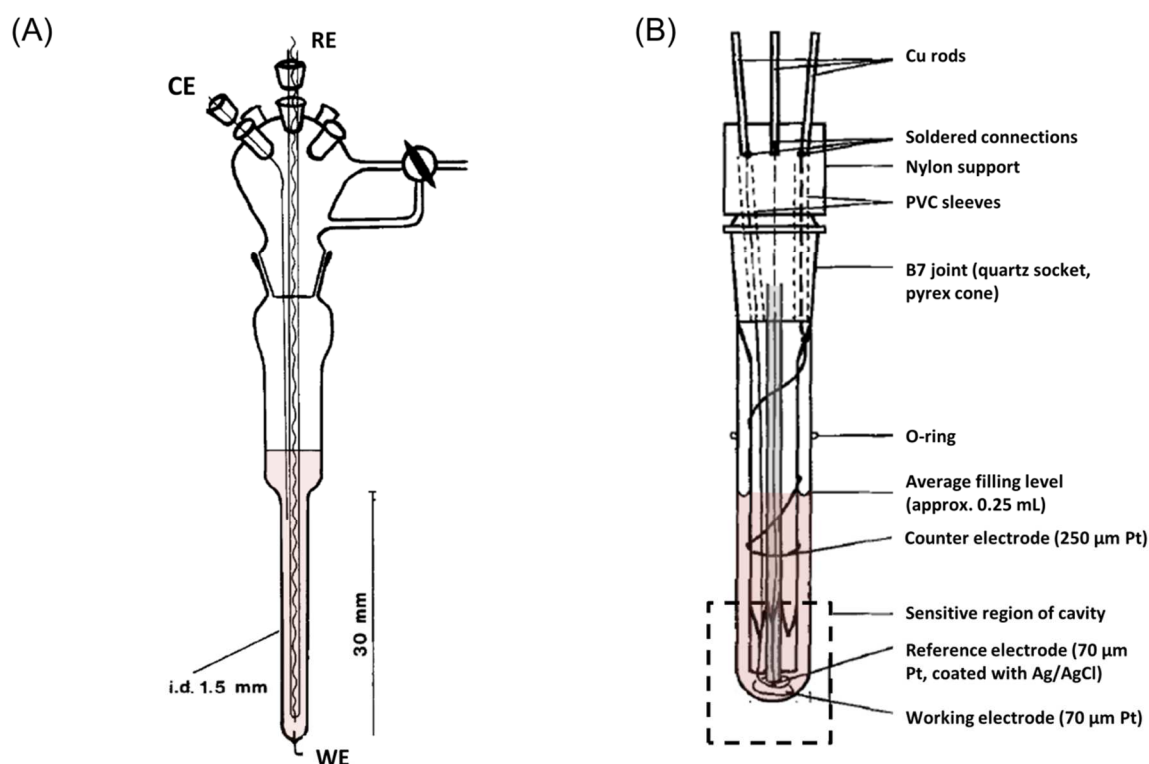 (A)
RE
CE
30 mm
i.d. 1.5 mm
WE
(B)
Cu rods
Soldered connections
Nylon support
PVC sleeves
B7 joint (quartz socket,
pyrex cone)
O-ring
Average filling level
(approx. 0.25 mL)
Counter electrode (250 µm Pt)
Sensitive region of cavity
Reference electrode (70 µm
Pt, coated with Ag/AgCl)
Working electrode (70 µm Pt)